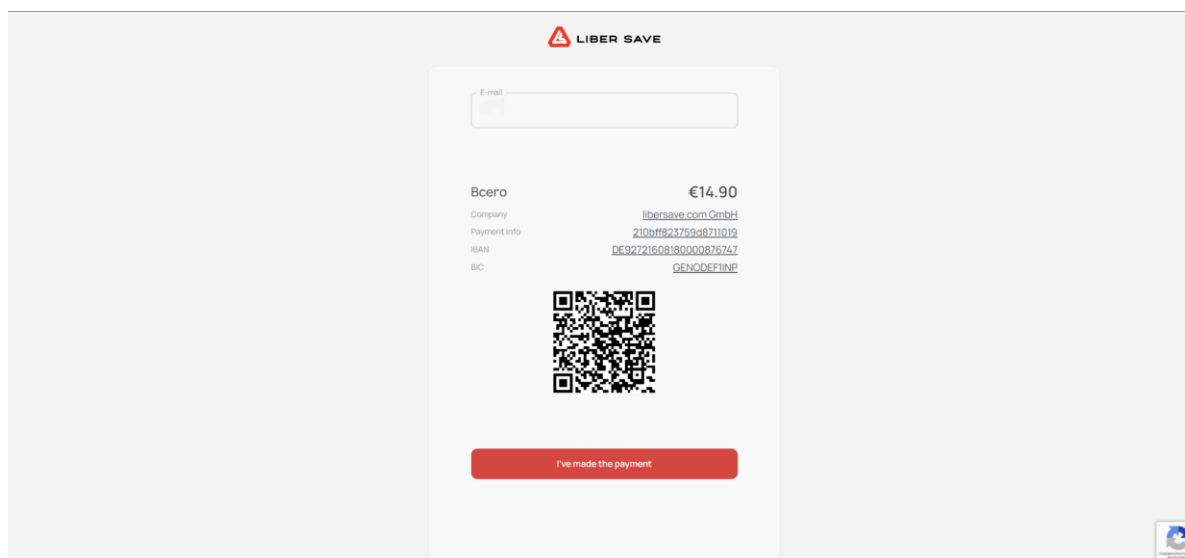 LIBER SAVE
E-mail
Всего €14.90
Company libersave.com GmbH
Payment info 210bff823759d8711019
IBAN DE92721608180000876747
BIC GENODEF1INP
I've made the payment